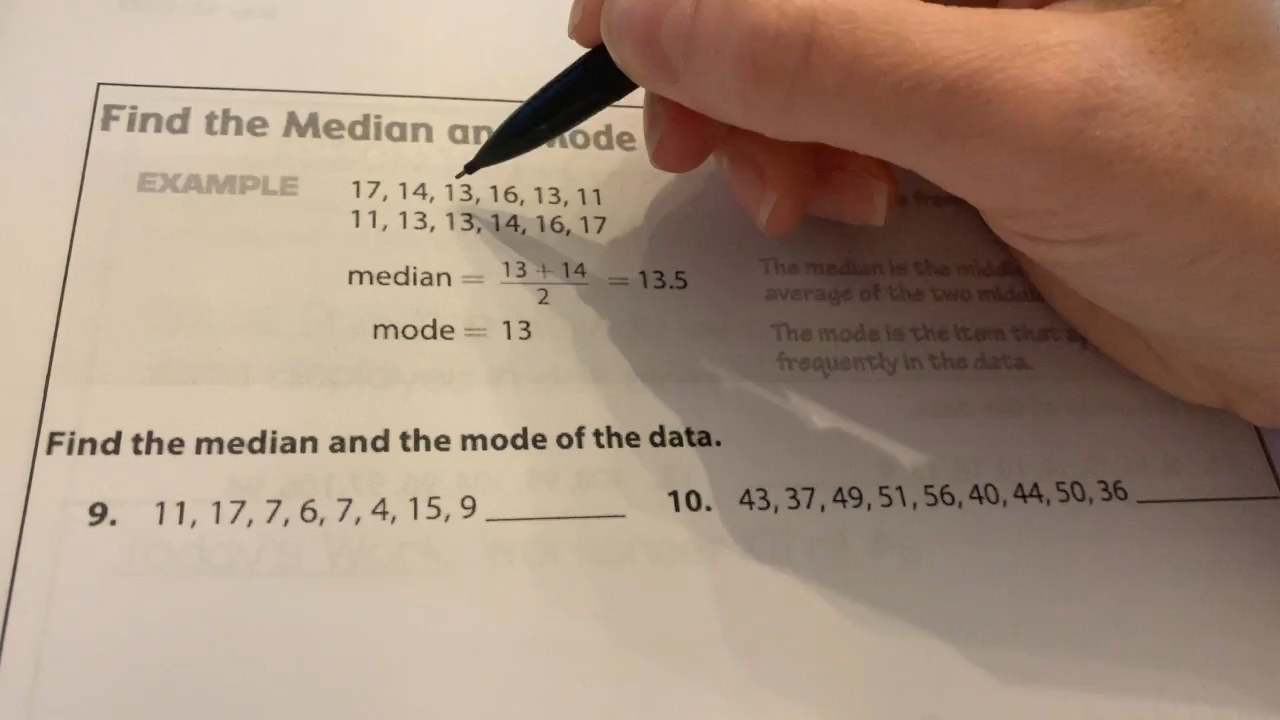 Find the Median an ode
EXAMPLE
17, 14, 13, 16, 13, 11
11, 13, 13, 14, 16, 17
median = 13 + 14 / 2 = 13.5
mode = 13
The median is the
average of the two
The mode is the item that
frequently in the data.
Find the median and the mode of the data.
9. 11, 17, 7, 6, 7, 4, 15, 9 ________
10. 43, 37, 49, 51, 56, 40, 44, 50, 36 ________